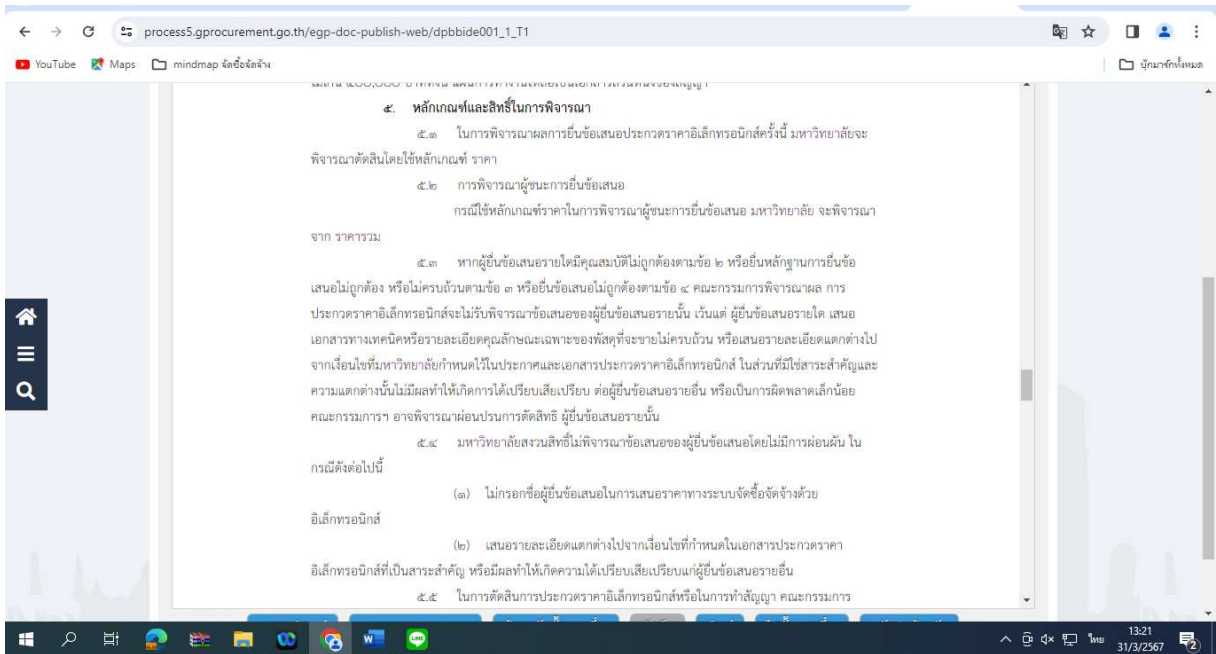 process5.gprocurement.go.th/egp-doc-publish-web/dpbbide001_1_T1
YouTube Maps mindmap จัดซื้อจัดจ้าง บุ๊กมาร์กทั้งหมด
๕. หลักเกณฑ์และสิทธิ์ในการพิจารณา
๕.๑ ในการพิจารณาผลการยื่นข้อเสนอประกวดราคาอิเล็กทรอนิกส์ครั้งนี้ มหาวิทยาลัยจะ
พิจารณาตัดสินโดยใช้หลักเกณฑ์ ราคา
๕.๒ การพิจารณาผู้ชนะการยื่นข้อเสนอ
กรณีใช้หลักเกณฑ์ราคาในการพิจารณาผู้ชนะการยื่นข้อเสนอ มหาวิทยาลัย จะพิจารณา
จาก ราคารวม
๕.๓ หากผู้ยื่นข้อเสนอรายใดมีคุณสมบัติไม่ถูกต้องตามข้อ ๒ หรือยื่นหลักฐานการยื่นข้อ
เสนอไม่ถูกต้อง หรือไม่ครบถ้วนตามข้อ ๓ หรือยื่นข้อเสนอไม่ถูกต้องตามข้อ ๔ คณะกรรมการพิจารณาผล การ
ประกวดราคาอิเล็กทรอนิกส์จะไม่รับพิจารณาข้อเสนอของผู้ยื่นข้อเสนอรายนั้น เว้นแต่ ผู้ยื่นข้อเสนอรายใด เสนอ
เอกสารทางเทคนิคหรือรายละเอียดคุณลักษณะเฉพาะของพัสดุที่จะขายไม่ครบถ้วน หรือเสนอรายละเอียดแตกต่างไป
จากเงื่อนไขที่มหาวิทยาลัยกำหนดไว้ในประกาศและเอกสารประกวดราคาอิเล็กทรอนิกส์ ในส่วนที่มิใช่สาระสำคัญและ
ความแตกต่างนั้นไม่มีผลทำให้เกิดการได้เปรียบเสียเปรียบ ต่อผู้ยื่นข้อเสนอรายอื่น หรือเป็นการผิดพลาดเล็กน้อย
คณะกรรมการฯ อาจพิจารณาผ่อนปรนการตัดสิทธิ ผู้ยื่นข้อเสนอรายนั้น
๕.๔ มหาวิทยาลัยสงวนสิทธิ์ไม่พิจารณาข้อเสนอของผู้ยื่นข้อเสนอโดยไม่มีการผ่อนผัน ใน
กรณีดังต่อไปนี้
(๑) ไม่กรอกชื่อผู้ยื่นข้อเสนอในการเสนอราคาทางระบบจัดซื้อจัดจ้างด้วย
อิเล็กทรอนิกส์
(๒) เสนอรายละเอียดแตกต่างไปจากเงื่อนไขที่กำหนดในเอกสารประกวดราคา
อิเล็กทรอนิกส์ที่เป็นสาระสำคัญ หรือมีผลทำให้เกิดความได้เปรียบเสียเปรียบแก่ผู้ยื่นข้อเสนอรายอื่น
๕.๕ ในการตัดสินการประกวดราคาอิเล็กทรอนิกส์หรือในการทำสัญญา คณะกรรมการ
ไทย 13:21
31/3/2567